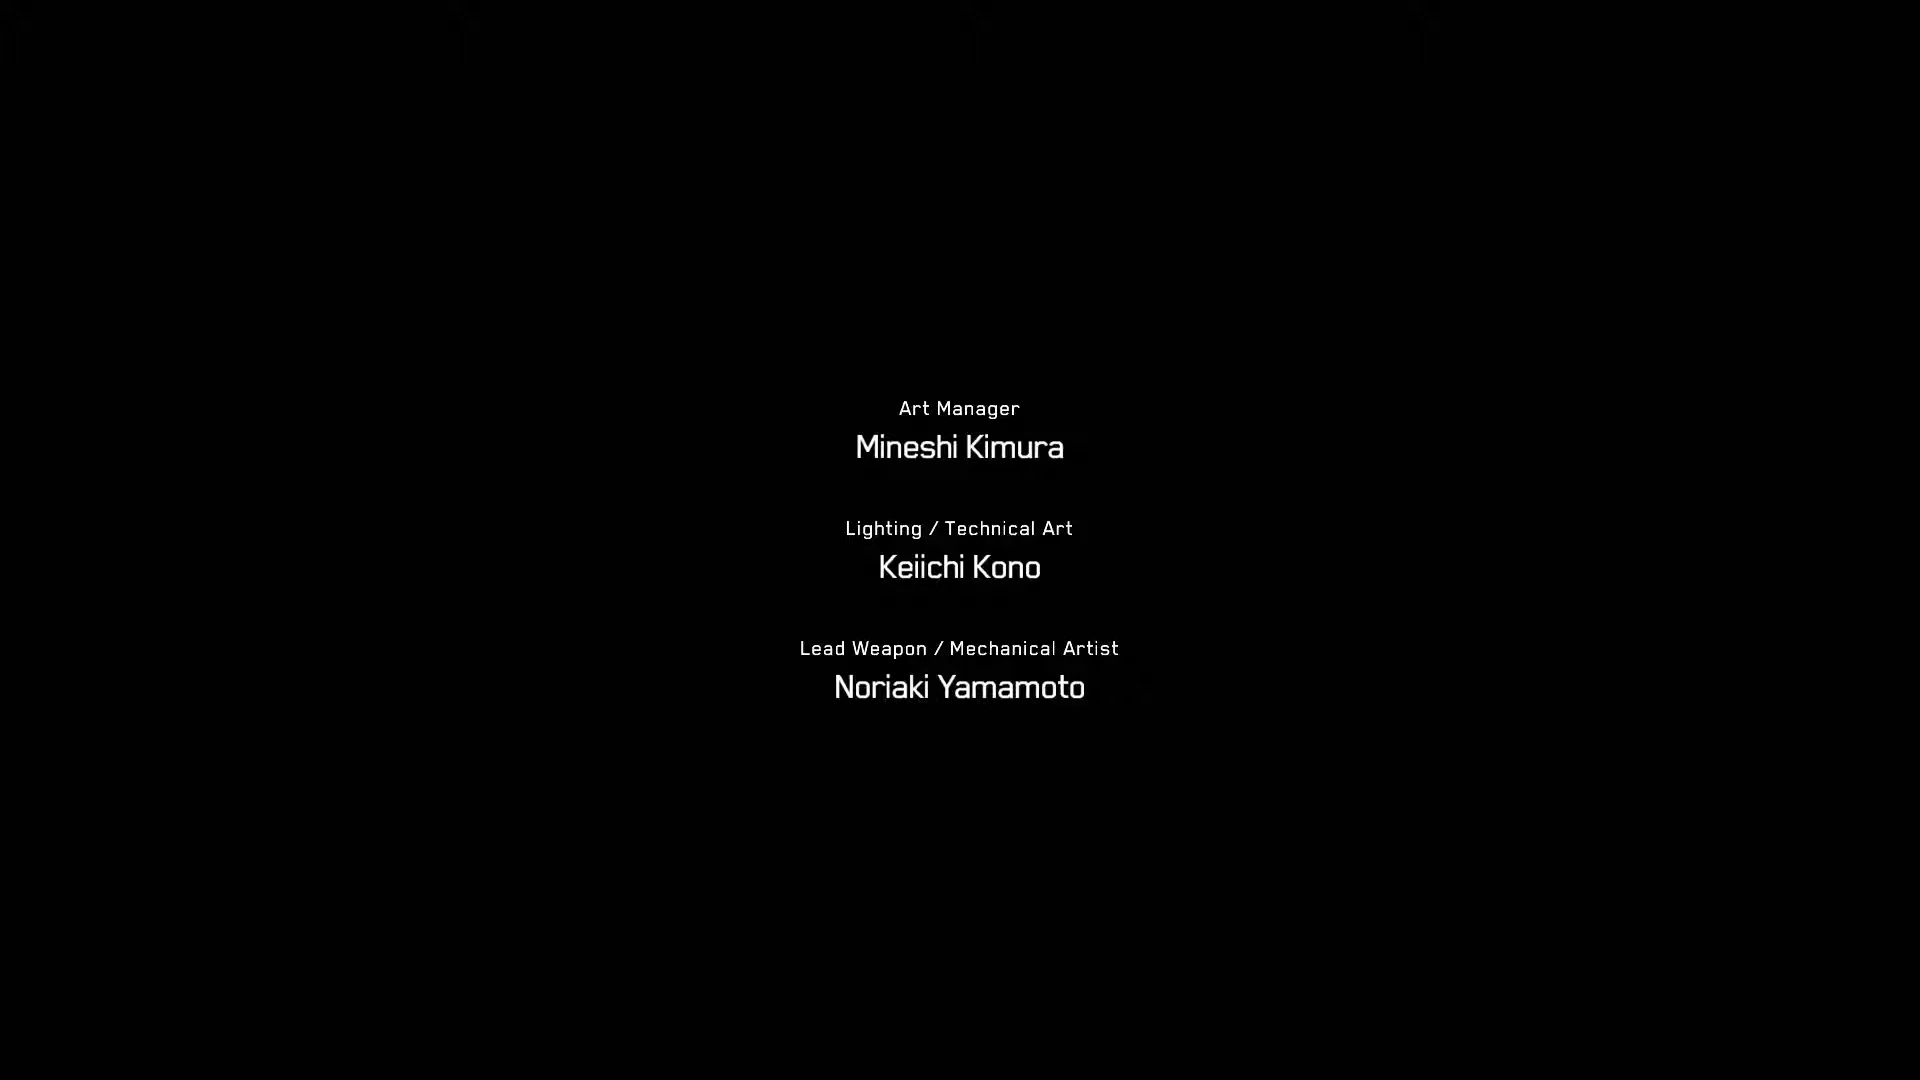 Art Manager
Mineshi Kimura
Lighting / Technical Art
Keiichi Kono
Lead Weapon / Mechanical Artist
Noriaki Yamamoto